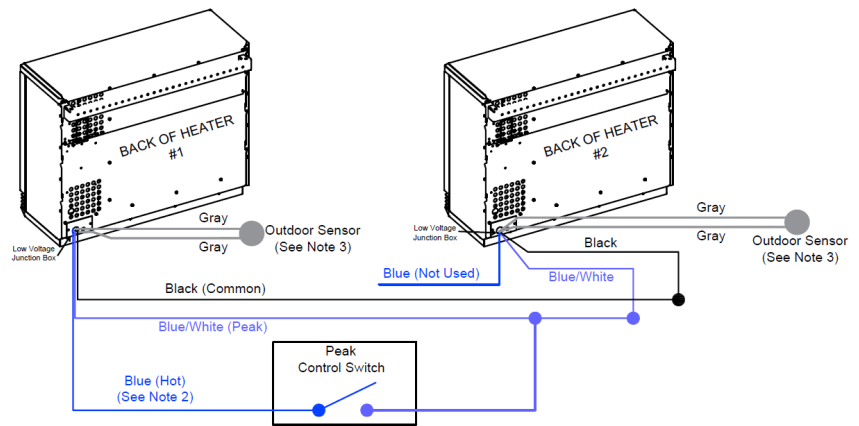 BACK OF HEATER
#1
BACK OF HEATER
#2
Gray
Gray
Outdoor Sensor
(See Note 3)
Low Voltage
Junction Box
Gray
Gray
Outdoor Sensor
(See Note 3)
Low Voltage
Junction Box
Black
Blue (Not Used)
Blue/White
Black (Common)
Blue/White (Peak)
Peak
Control Switch
Blue (Hot)
(See Note 2)